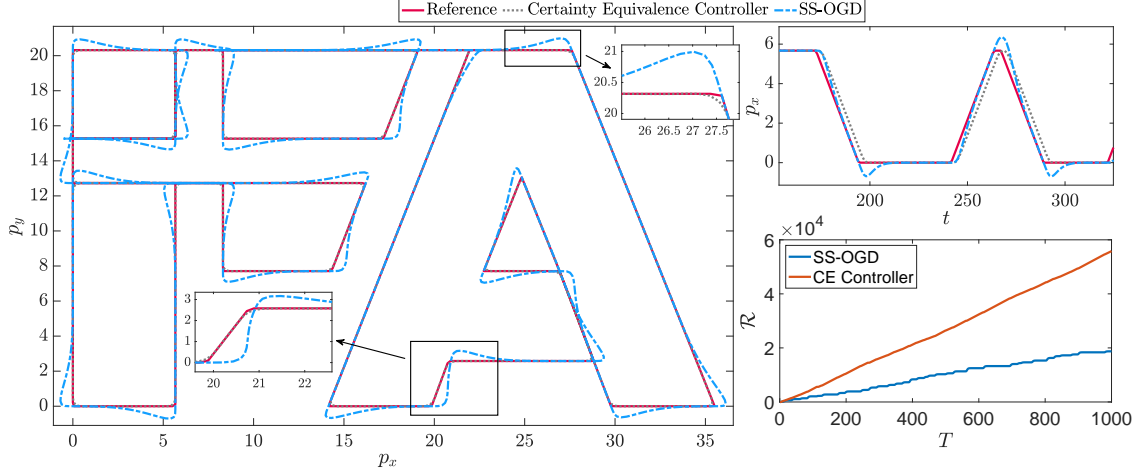 Reference Certainty Equivalence Controller SS-OGD
20
18
16
14
12
10
8
6
4
2
0
p_y
0 5 10 15 20 25 30 35
p_x
21
20.5
20
26 26.5 27 27.5
3
2
1
0
20 21 22
6
4
2
0
p_x
200 250 300
t
×10^4
6
4
2
0
R
SS-OGD
CE Controller
0 200 400 600 800 1000
T